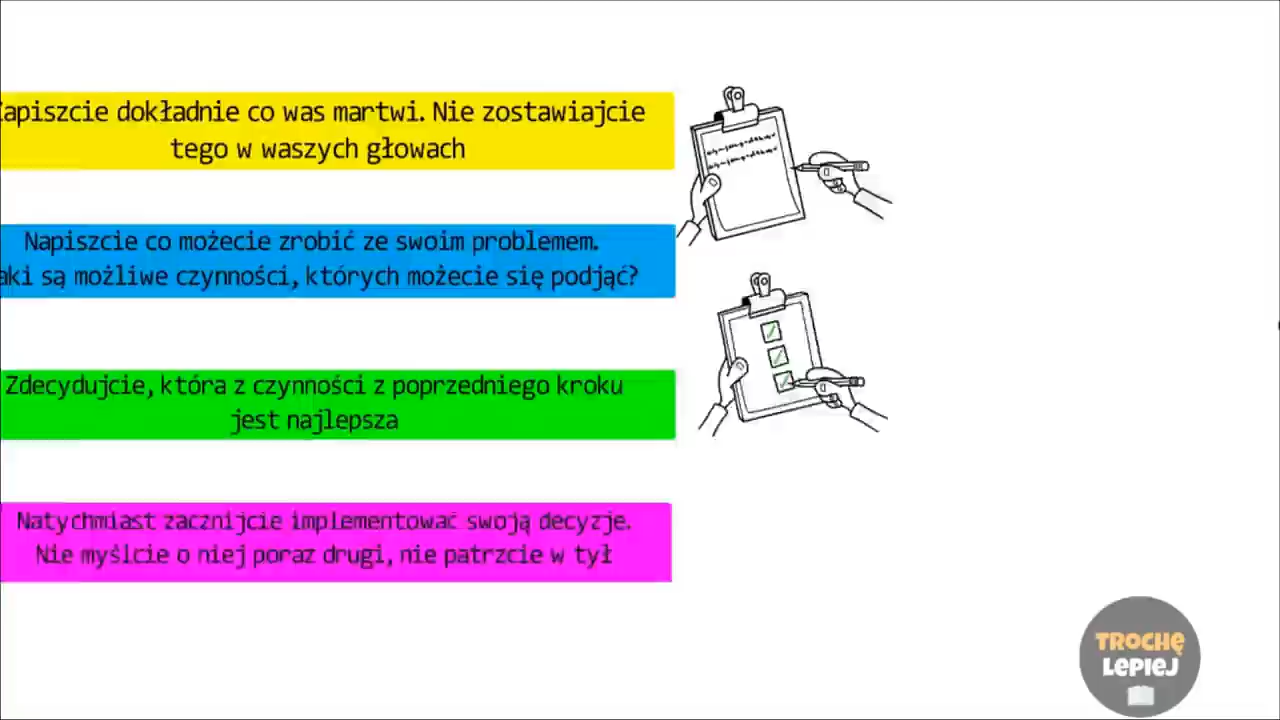 Zapiszcie dokładnie co was martwi. Nie zostawiajcie
tego w waszych głowach
Napiszcie co możecie zrobić ze swoim problemem.
aki są możliwe czynności, których możecie się podjąć?
Zdecydujcie, która z czynności z poprzedniego kroku
jest najlepsza
Natychmiast zacznijcie implementować swoją decyzje.
Nie myślcie o niej poraz drugi, nie patrzcie w tył
TROCHĘ
LEPIEJ